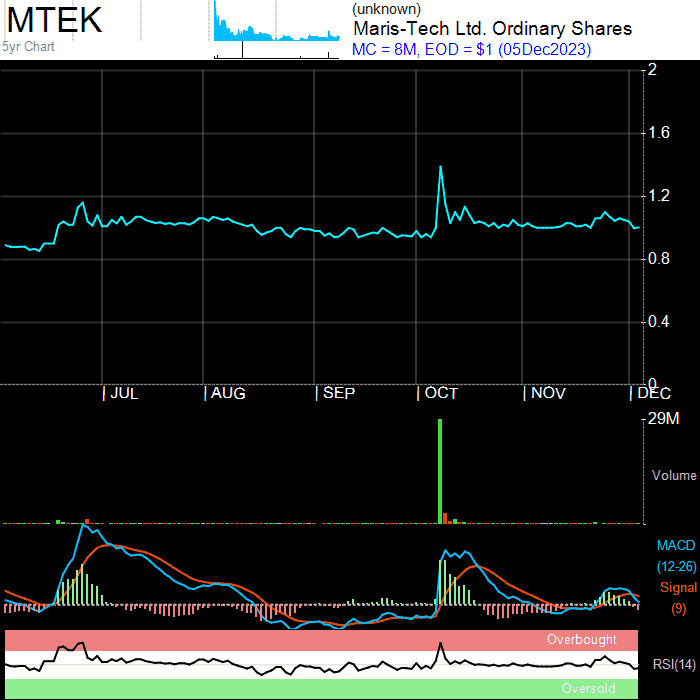 MTEK
5yr Chart
(unknown)
Maris-Tech Ltd. Ordinary Shares
MC = 8M, EOD = $1 (05Dec2023)
2
1.6
1.2
0.8
0.4
0
JUL AUG SEP OCT NOV DEC
29M
Volume
MACD
(12-26)
Signal
(9)
Overbought
RSI(14)
Oversold